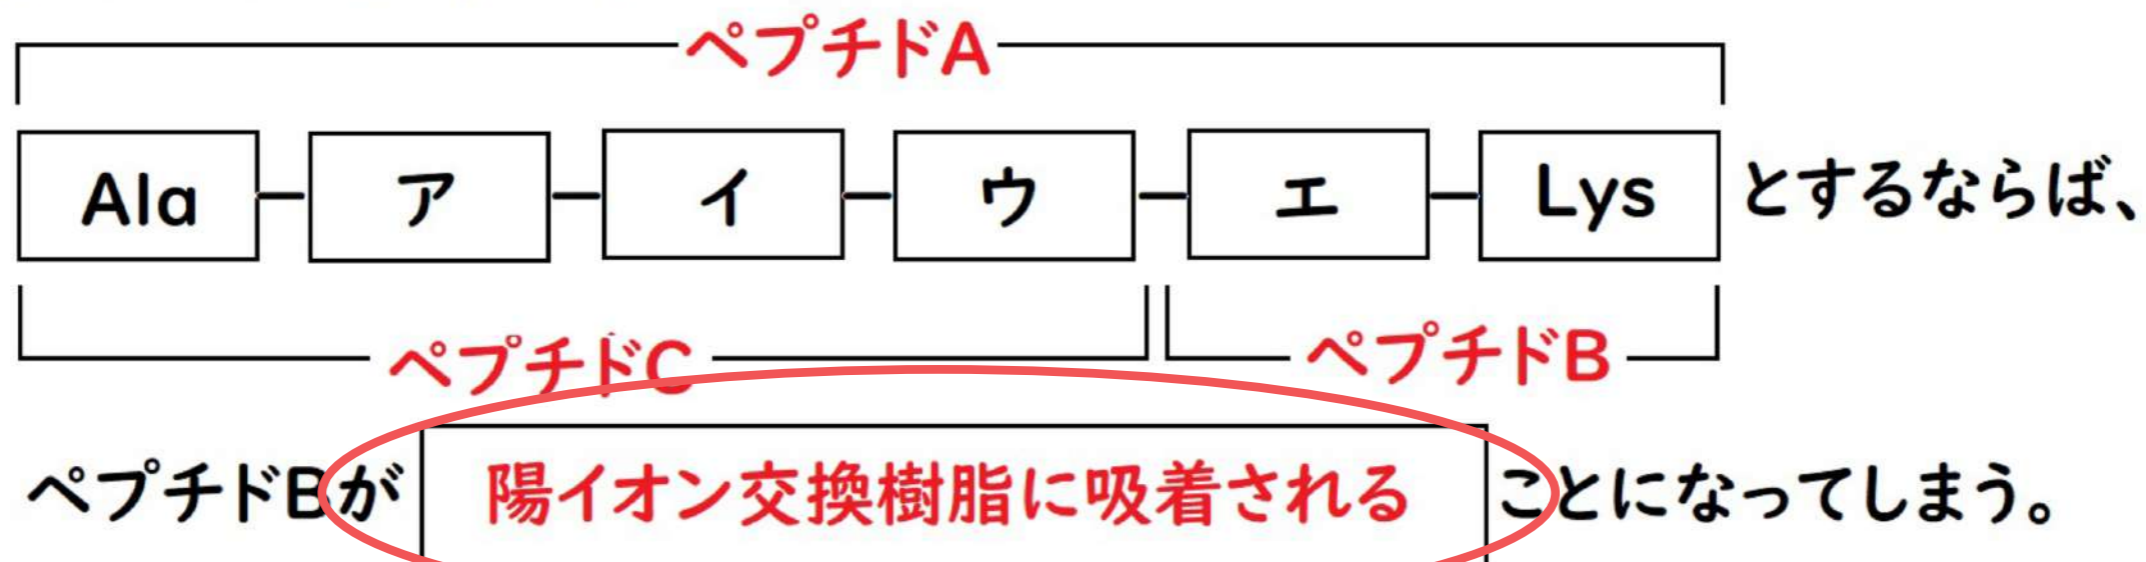 ペプチドA
Ala ア イ ウ エ Lys とするならば、
ペプチドC ペプチドB
ペプチドBが 陽イオン交換樹脂に吸着される ことになってしまう。